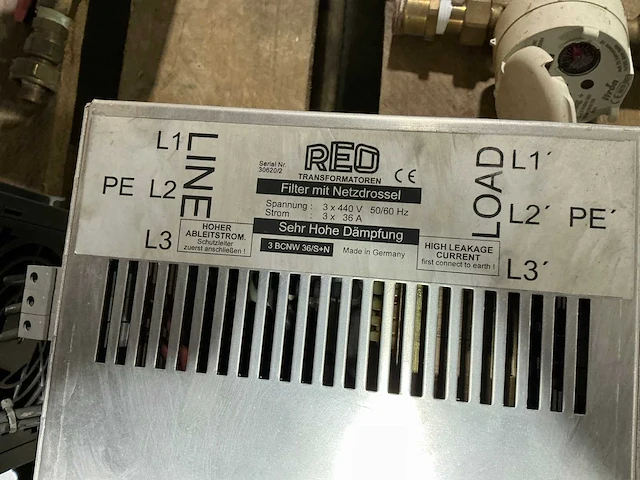 L1
L2
L3
PE
LINE
Serial Nr.
30620/2
REO
TRANSFORMATOREN
CE
Filter mit Netzdrossel
Spannung : 3 x 440 V 50/60 Hz
Strom : 3 x 36 A
Sehr Hohe Dämpfung
3 BCNW 36/S+N
Made in Germany
HOHER
ABLEITSTROM.
Schutzleiter
zuerst anschließen !
HIGH LEAKAGE
CURRENT
first connect to earth !
LOAD
L1´
L2´
L3´
PE´